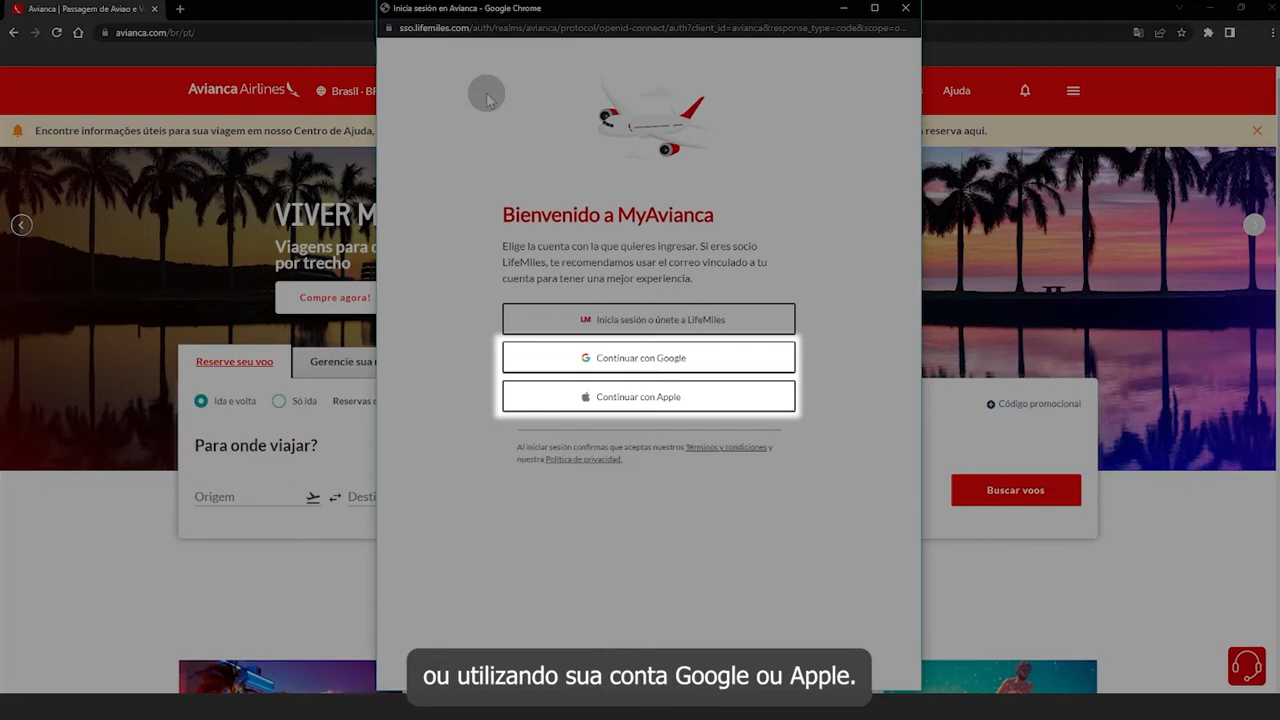 Avianca | Passagem de Aviao e V
Inicia sesión en Avianca - Google Chrome
avianca.com/br/pt/
sso.lifemiles.com/auth/realms/avianca/protocol/openid-connect/auth?client_id=avianca&response_type=code&scope=o...
Avianca Airlines
Brasil - BR
Ajuda
Encontre informações úteis para sua viagem em nosso Centro de Ajuda,
a reserva aqui.
VIVER M
Viagens para
por trecho
Compre agora!
Bienvenido a MyAvianca
Elige la cuenta con la que quieres ingresar. Si eres socio
LifeMiles, te recomendamos usar el correo vinculado a tu
cuenta para tener una mejor experiencia.
LM Inicia sesión o únete a LifeMiles
Continuar con Google
Continuar con Apple
Al iniciar sesión confirmas que aceptas nuestros Términos y condiciones y
nuestra Política de privacidad.
Reserve seu voo
Gerencie sua
Ida e volta
Só ida
Reservas
Código promocional
Para onde viajar?
Origem
Desti
Buscar voos
ou utilizando sua conta Google ou Apple.